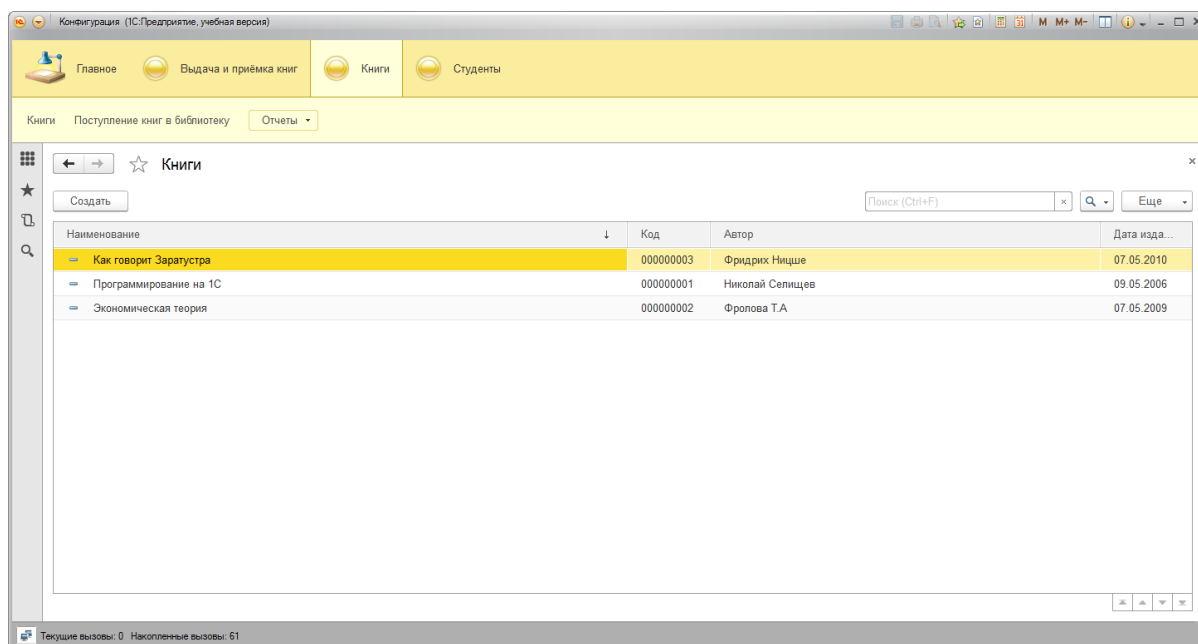 Конфигурация (1С:Предприятие, учебная версия) M M+ M-
Главное Выдача и приёмка книг Книги Студенты
Книги Поступление книг в библиотеку Отчеты
Книги
Создать Поиск (Ctrl+F) Еще
Наименование Код Автор Дата изда...
Как говорит Заратустра 000000003 Фридрих Ницше 07.05.2010
Программирование на 1С 000000001 Николай Селищев 09.05.2006
Экономическая теория 000000002 Фролова Т.А 07.05.2009
Текущие вызовы: 0 Накопленные вызовы: 61